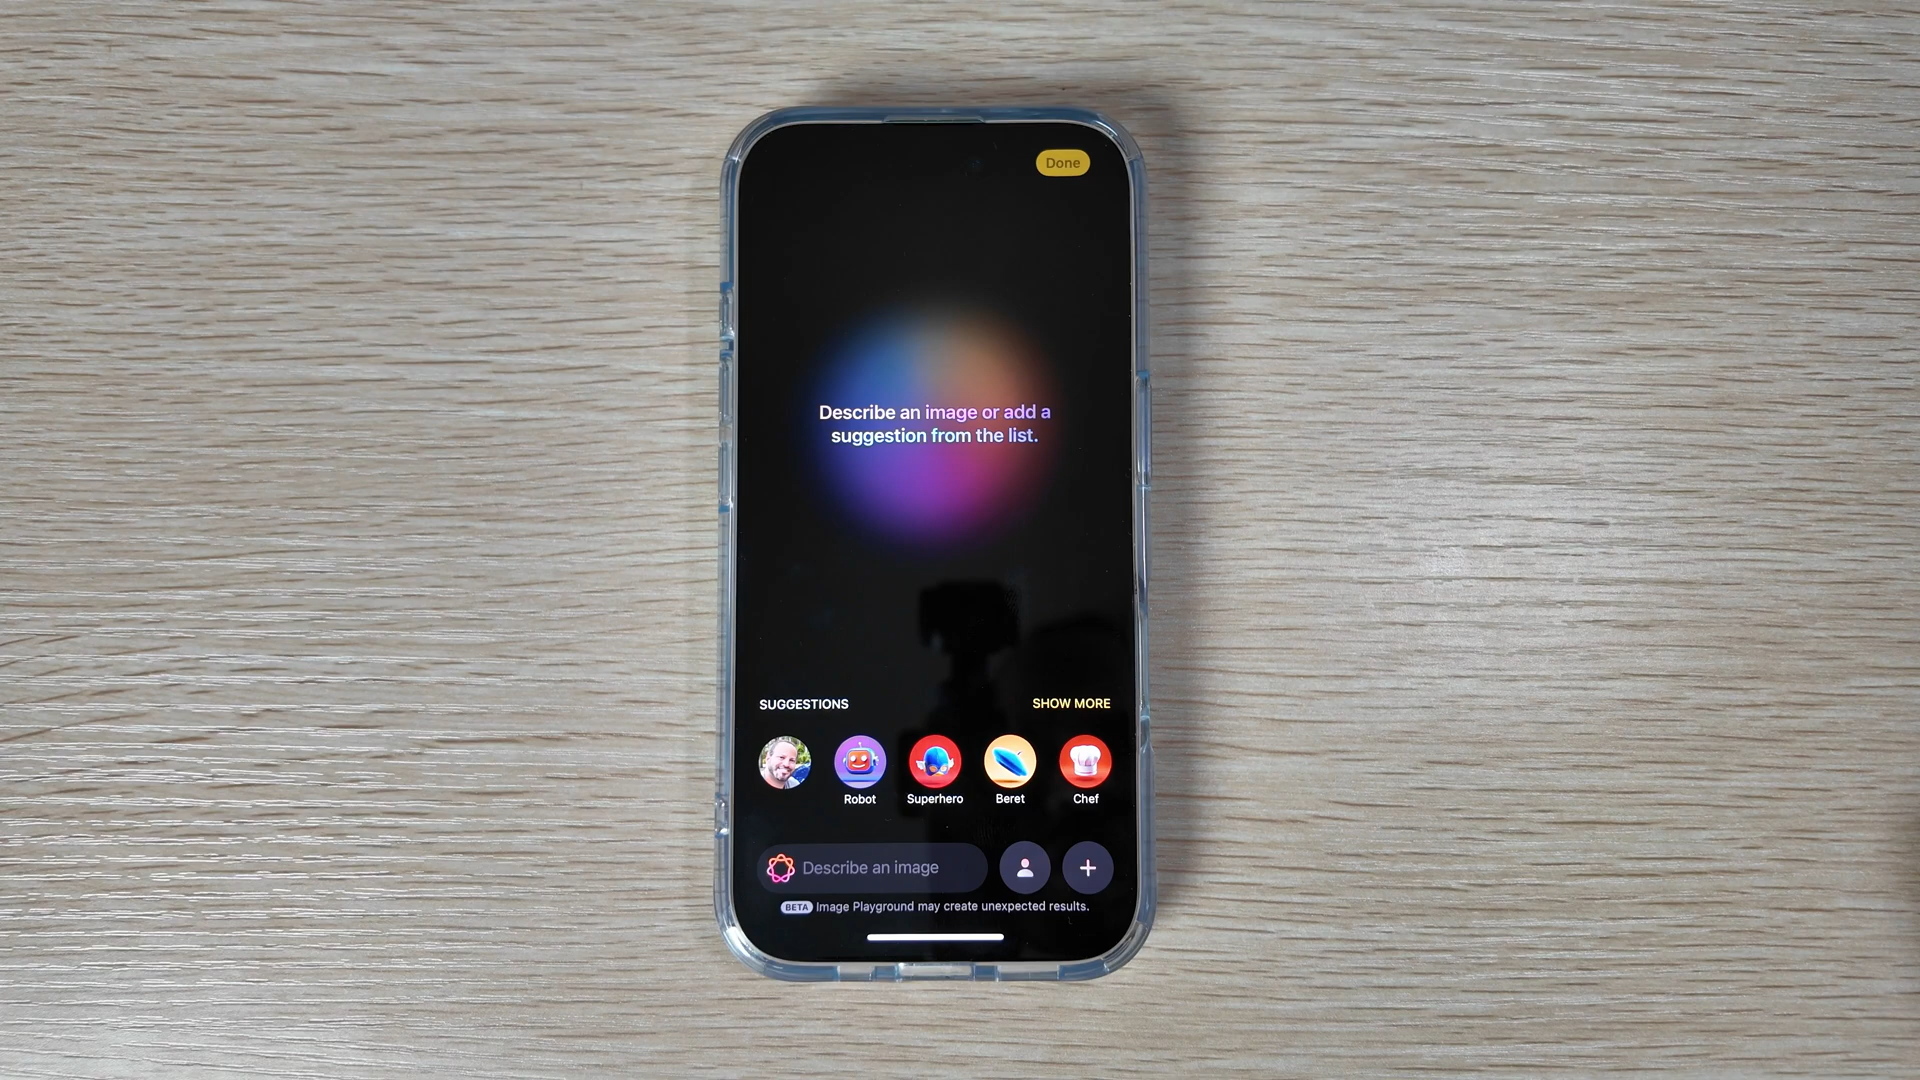 Done
Describe an image or add a
suggestion from the list.
SUGGESTIONS
SHOW MORE
Robot
Superhero
Beret
Chef
Describe an image
BETA Image Playground may create unexpected results.